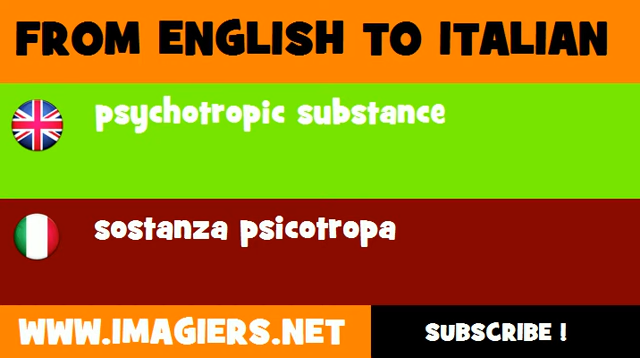 FROM ENGLISH TO ITALIAN
psychotropic substance
sostanza psicotropa
WWW.IMAGIERS.NET
SUBSCRIBE !